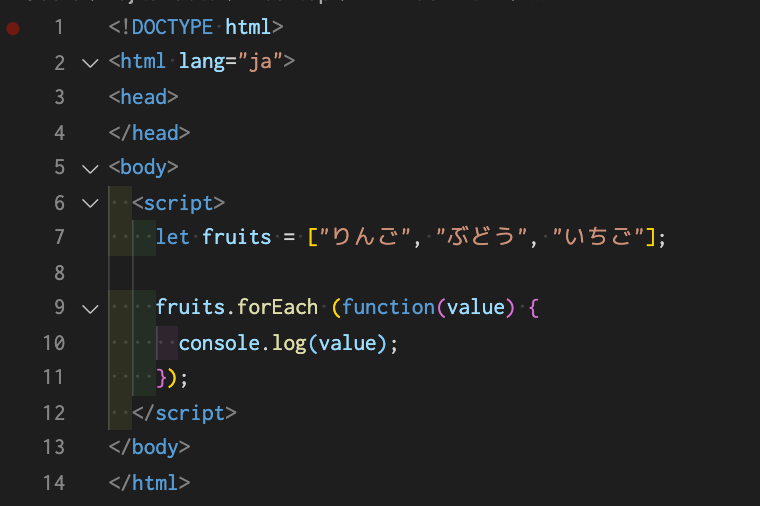 1 <!DOCTYPE html>
2 <html lang="ja">
3 <head>
4 </head>
5 <body>
6 <script>
7 let fruits = ["りんご", "ぶどう", "いちご"];
8
9 fruits.forEach (function(value) {
10 console.log(value);
11 });
12 </script>
13 </body>
14 </html>